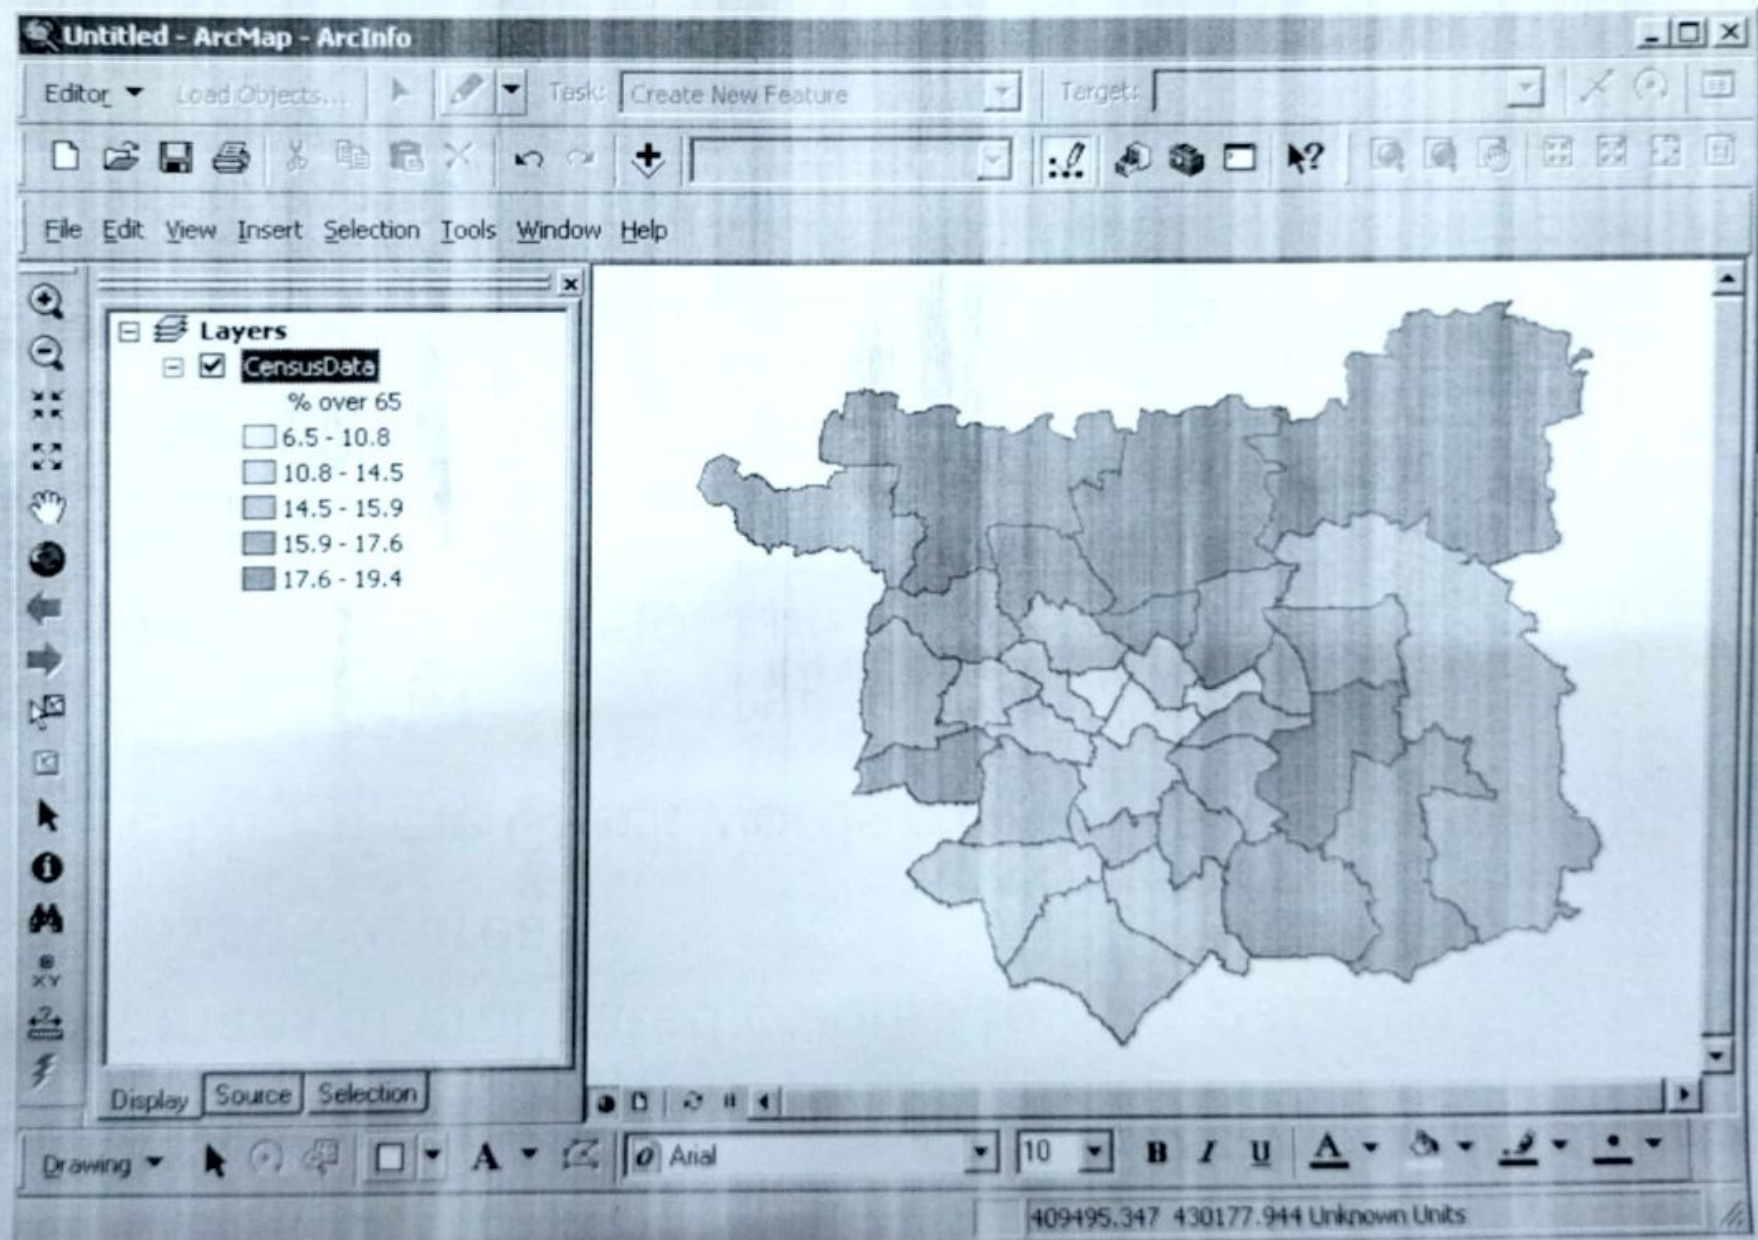 Untitled - ArcMap - ArcInfo
Editor Load Objects... Task: Create New Feature Target:
File Edit View Insert Selection Tools Window Help
Layers
CensusData
% over 65
6.5 - 10.8
10.8 - 14.5
14.5 - 15.9
15.9 - 17.6
17.6 - 19.4
XY
Display Source Selection
Drawing A Arial 10 B I U A
409495.347 430177.944 Unknown Units